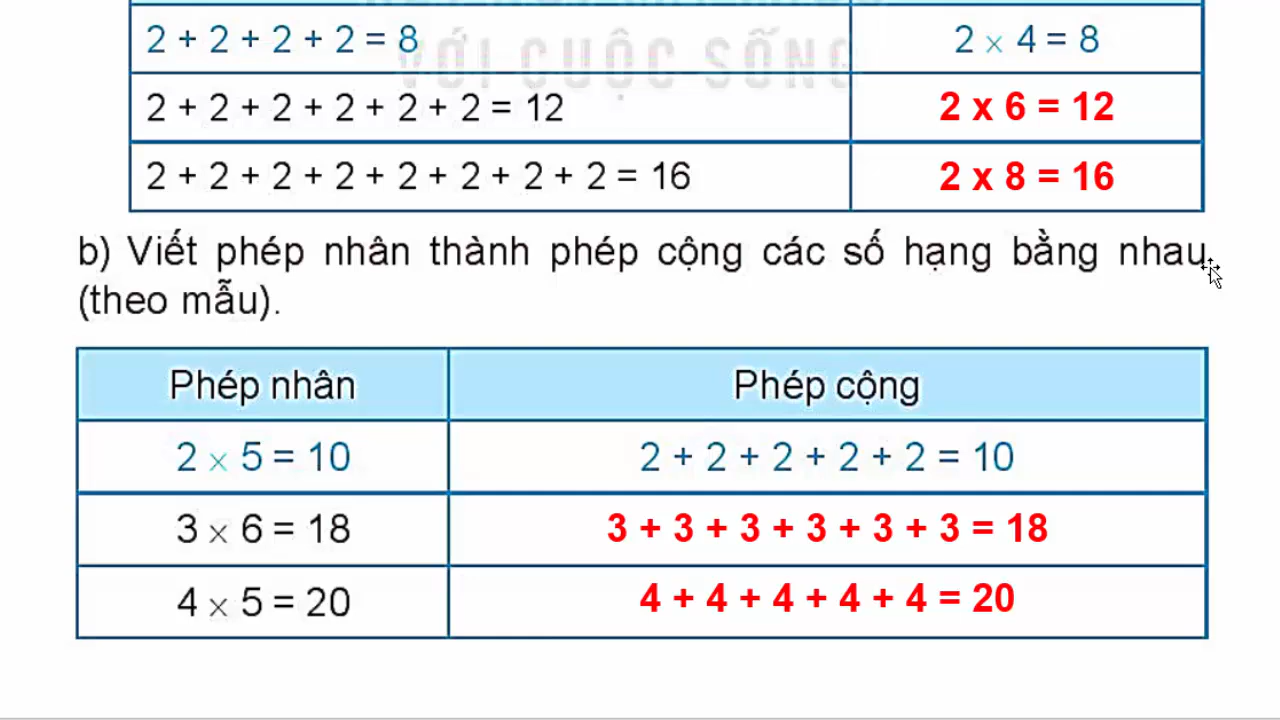 2 + 2 + 2 + 2 = 8 2 × 4 = 8
VỚI CUỘC SỐNG
2 + 2 + 2 + 2 + 2 + 2 = 12 2 x 6 = 12
2 + 2 + 2 + 2 + 2 + 2 + 2 + 2 = 16 2 x 8 = 16
b) Viết phép nhân thành phép cộng các số hạng bằng nhau
(theo mẫu).
Phép nhân Phép cộng
2 × 5 = 10 2 + 2 + 2 + 2 + 2 = 10
3 × 6 = 18 3 + 3 + 3 + 3 + 3 + 3 = 18
4 × 5 = 20 4 + 4 + 4 + 4 + 4 = 20